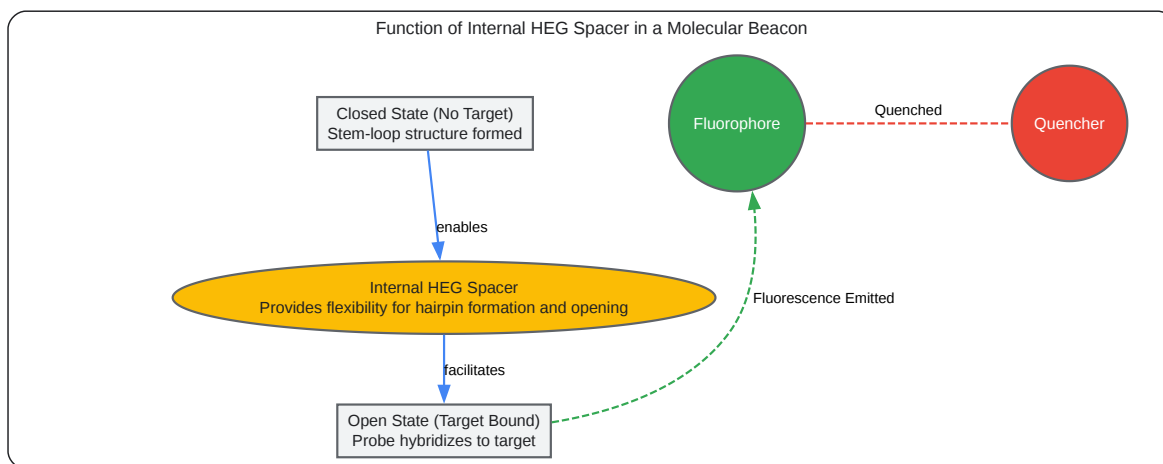 Function of Internal HEG Spacer in a Molecular Beacon
Closed State (No Target)
Stem-loop structure formed
Fluorophore
Quenched
Quencher
enables
Internal HEG Spacer
Provides flexibility for hairpin formation and opening
Fluorescence Emitted
facilitates
Open State (Target Bound)
Probe hybridizes to target